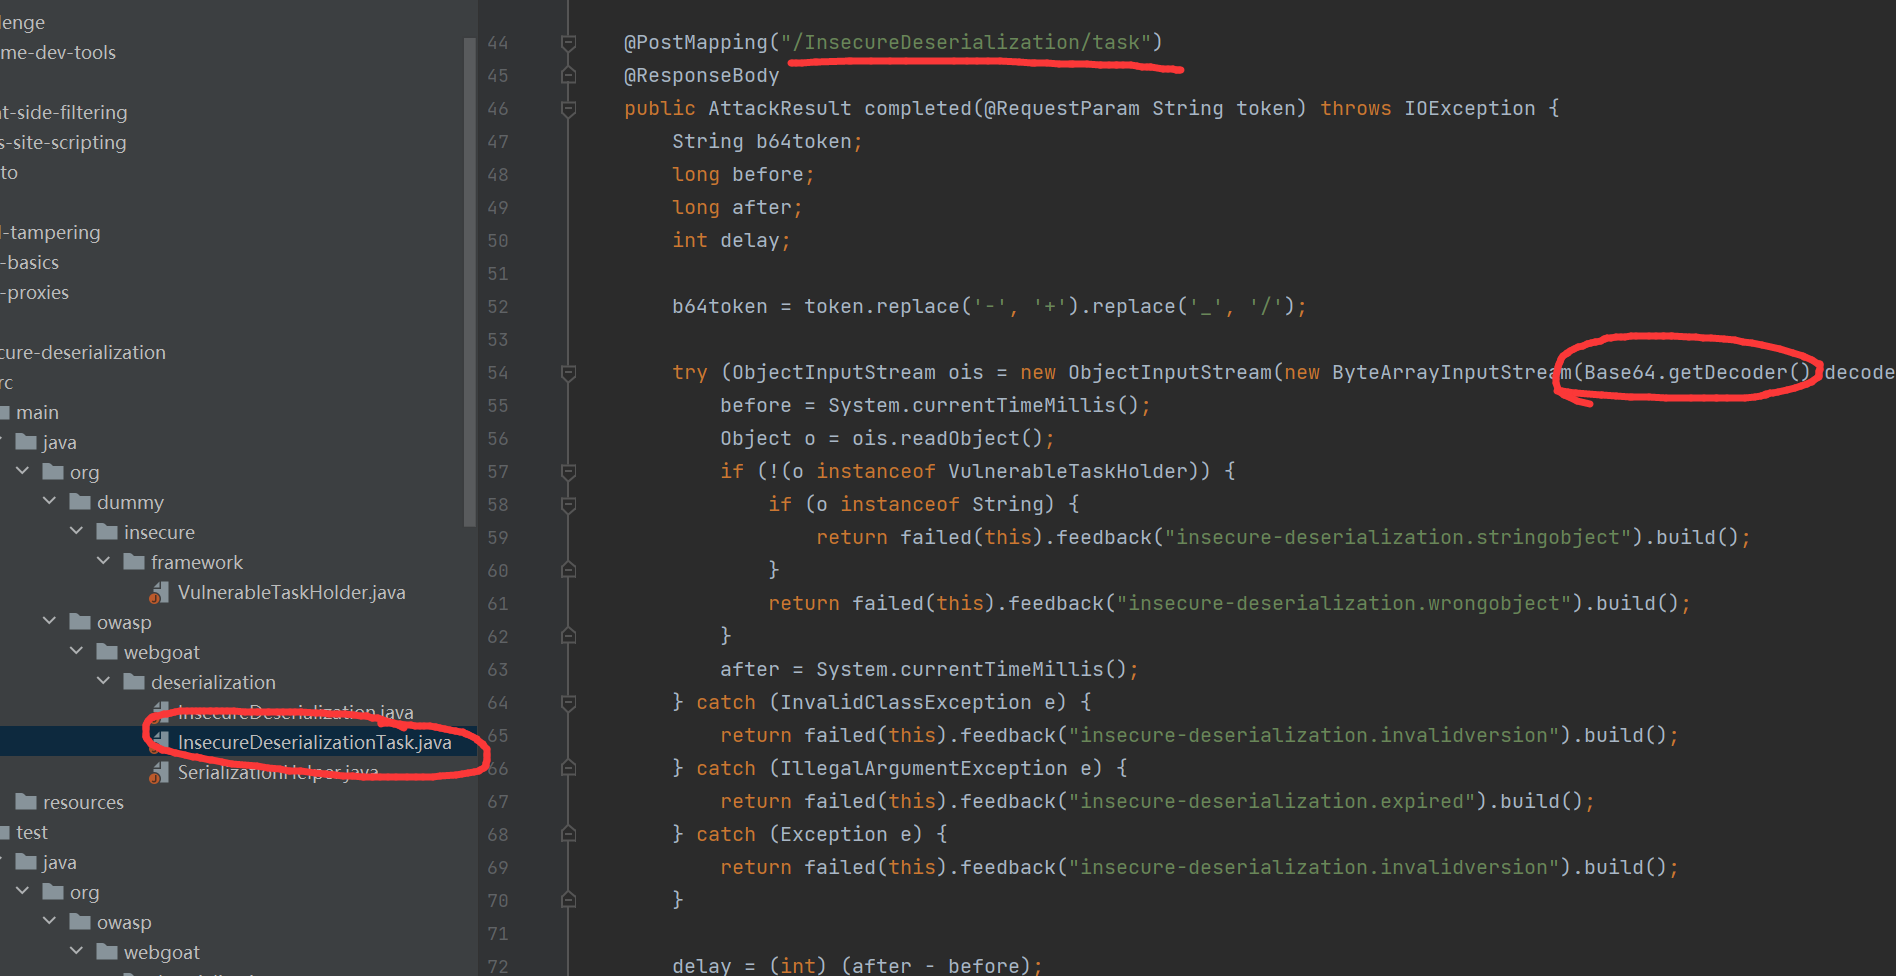 lenge
me-dev-tools
t-side-filtering
s-site-scripting
to
l-tampering
-basics
-proxies
cure-deserialization
rc
main
java
org
dummy
insecure
framework
VulnerableTaskHolder.java
owasp
webgoat
deserialization
InsecureDeserialization.java
InsecureDeserializationTask.java
SerializationHelper.java
resources
test
java
org
owasp
webgoat
44 @PostMapping("/InsecureDeserialization/task")
45 @ResponseBody
46 public AttackResult completed(@RequestParam String token) throws IOException {
47 String b64token;
48 long before;
49 long after;
50 int delay;
51
52 b64token = token.replace('-', '+').replace('_', '/');
53
54 try (ObjectInputStream ois = new ObjectInputStream(new ByteArrayInputStream(Base64.getDecoder().decode
55 before = System.currentTimeMillis();
56 Object o = ois.readObject();
57 if (!(o instanceof VulnerableTaskHolder)) {
58 if (o instanceof String) {
59 return failed(this).feedback("insecure-deserialization.stringobject").build();
60 }
61 return failed(this).feedback("insecure-deserialization.wrongobject").build();
62 }
63 after = System.currentTimeMillis();
64 } catch (InvalidClassException e) {
65 return failed(this).feedback("insecure-deserialization.invalidversion").build();
66 } catch (IllegalArgumentException e) {
67 return failed(this).feedback("insecure-deserialization.expired").build();
68 } catch (Exception e) {
69 return failed(this).feedback("insecure-deserialization.invalidversion").build();
70 }
71
72 delay = (int) (after - before);